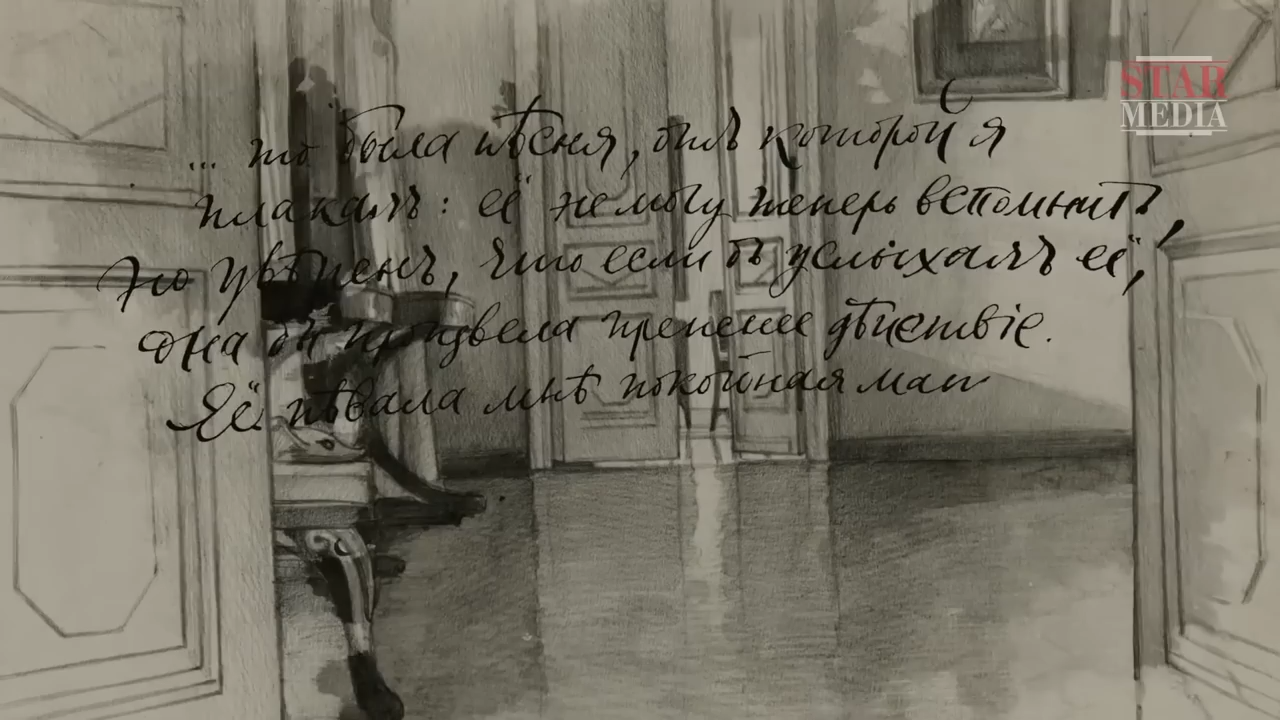 ... то была пѣсня, отъ которой я
плакалъ: её не могу теперь вспомнить,
но увѣренъ, что если бъ услыхалъ её,
она бы произвела прежнее дѣйствіе.
Её пѣвала мнѣ покойная мать
STAR
MEDIA